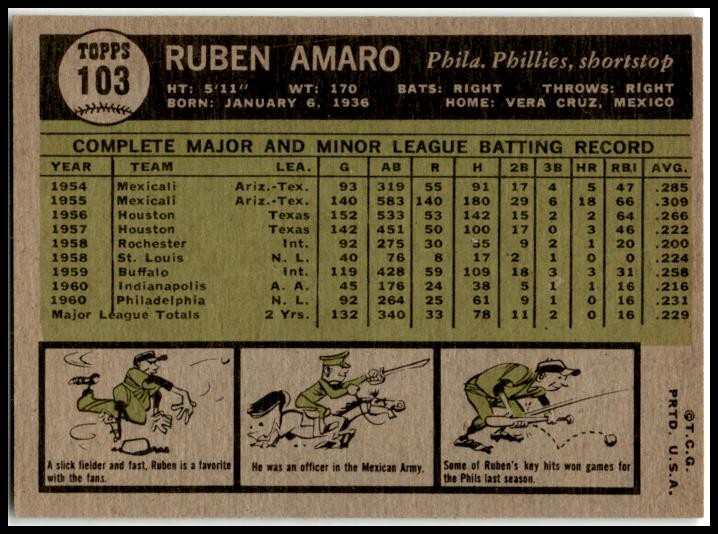 TOPPS
103
RUBEN AMARO Phila. Phillies, shortstop
HT: 5'11" WT: 170 BATS: RIGHT THROWS: RIGHT
BORN: JANUARY 6, 1936 HOME: VERA CRUZ, MEXICO
COMPLETE MAJOR AND MINOR LEAGUE BATTING RECORD
YEAR TEAM LEA. G AB R H 2B 3B HR RBI AVG.
1954 Mexicali Ariz.-Tex. 93 319 55 91 17 4 5 47 .285
1955 Mexicali Ariz.-Tex. 140 583 140 180 29 6 18 66 .309
1956 Houston Texas 152 533 53 142 15 2 2 64 .266
1957 Houston Texas 142 451 50 100 17 0 3 46 .222
1958 Rochester Int. 92 275 30 55 9 2 1 20 .200
1958 St. Louis N. L. 40 76 8 17 2 1 0 0 .224
1959 Buffalo Int. 119 428 59 109 18 3 3 31 .258
1960 Indianapolis A. A. 45 176 24 38 5 1 1 16 .216
1960 Philadelphia N. L. 92 264 25 61 9 1 0 16 .231
Major League Totals 2 Yrs. 132 340 33 78 11 2 0 16 .229
A slick fielder and fast, Ruben is a favorite
with the fans.
He was an officer in the Mexican Army.
Some of Ruben's key hits won games for
the Phils last season.
©T.C.G.
PRTD. U.S.A.